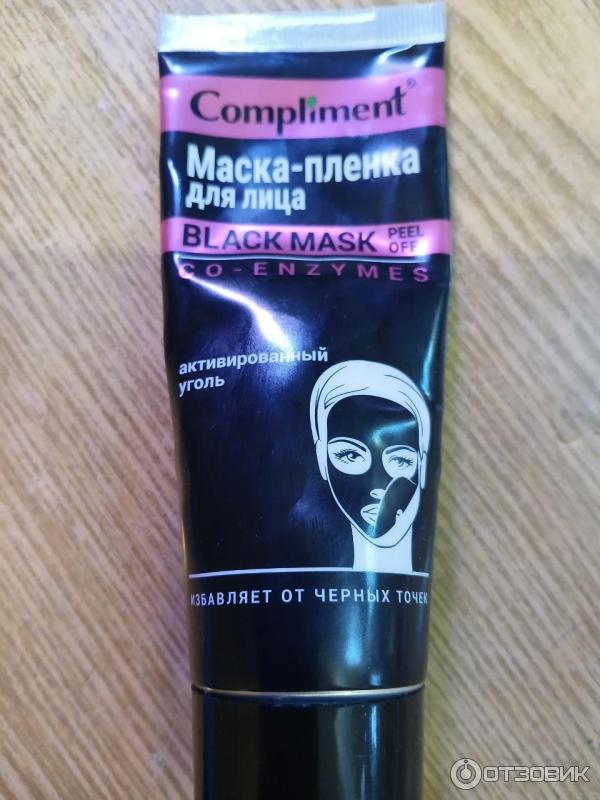 Compliment®
Маска-пленка
для лица
BLACK MASK PEEL OFF
CO-ENZYMES
активированный
уголь
ИЗБАВЛЯЕТ ОТ ЧЕРНЫХ ТОЧЕК
ОТЗОВИК